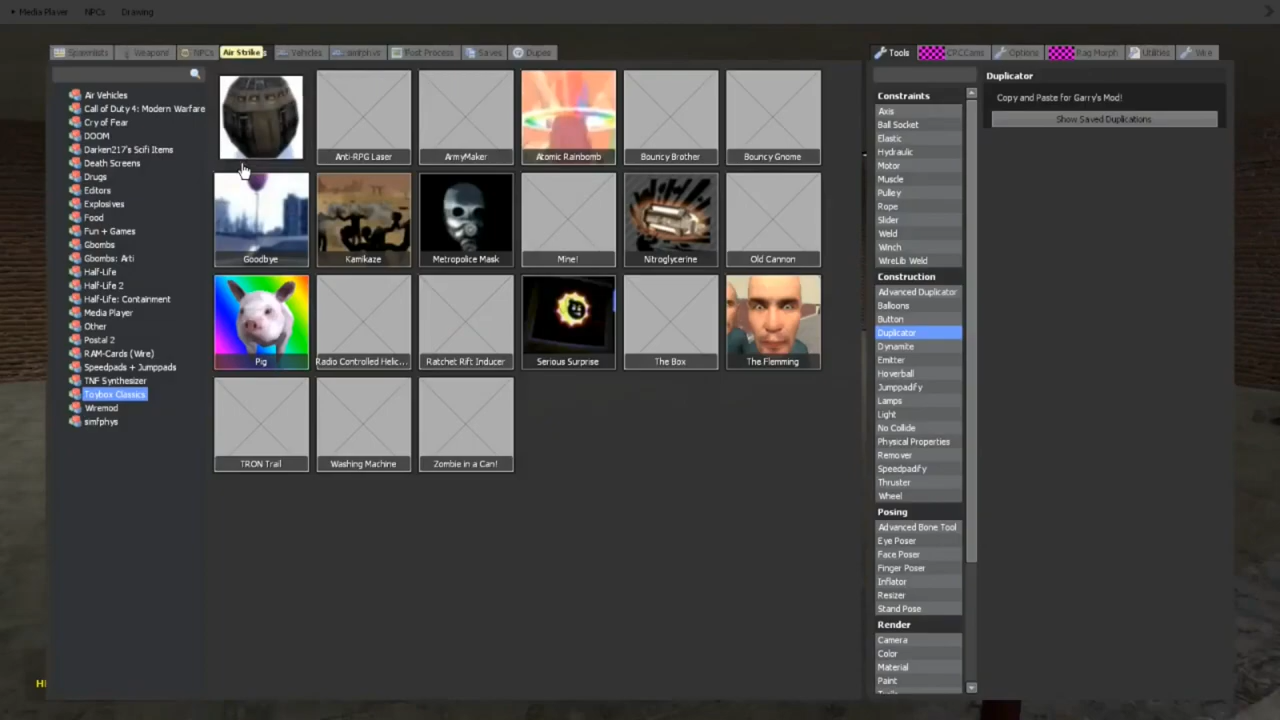 Media Player NPCs Drawing
Spawnlists Weapons NPCs Air Strike Vehicles simfphys Post Process Saves Dupes
Tools CRCCams Options Rag Morph Utilities Wire
Air Vehicles
Call of Duty 4: Modern Warfare
Cry of Fear
DOOM
Darken217's Scifi Items
Death Screens
Drugs
Editors
Explosives
Food
Fun + Games
Gbombs
Gbombs: Arti
Half-Life
Half-Life 2
Half-Life: Containment
Media Player
Other
Postal 2
RAM-Cards (Wire)
Speedpads + Jumppads
TNF Synthesizer
Toybox Classics
Wiremod
simfphys
Anti-RPG Laser
ArmyMaker
Atomic Rainbomb
Bouncy Brother
Bouncy Gnome
Goodbye
Kamikaze
Metropolice Mask
Mine!
Nitroglycerine
Old Cannon
Pig
Radio Controlled Helic...
Ratchet Rift Inducer
Serious Surprise
The Box
The Flemming
TRON Trail
Washing Machine
Zombie in a Can!
Constraints
Axis
Ball Socket
Elastic
Hydraulic
Motor
Muscle
Pulley
Rope
Slider
Weld
Winch
WireLib Weld
Construction
Advanced Duplicator
Balloons
Button
Duplicator
Dynamite
Emitter
Hoverball
Jumppadify
Lamps
Light
No Collide
Physical Properties
Remover
Speedpadify
Thruster
Wheel
Posing
Advanced Bone Tool
Eye Poser
Face Poser
Finger Poser
Inflator
Resizer
Stand Pose
Render
Camera
Color
Material
Paint
Duplicator
Copy and Paste for Garry's Mod!
Show Saved Duplications